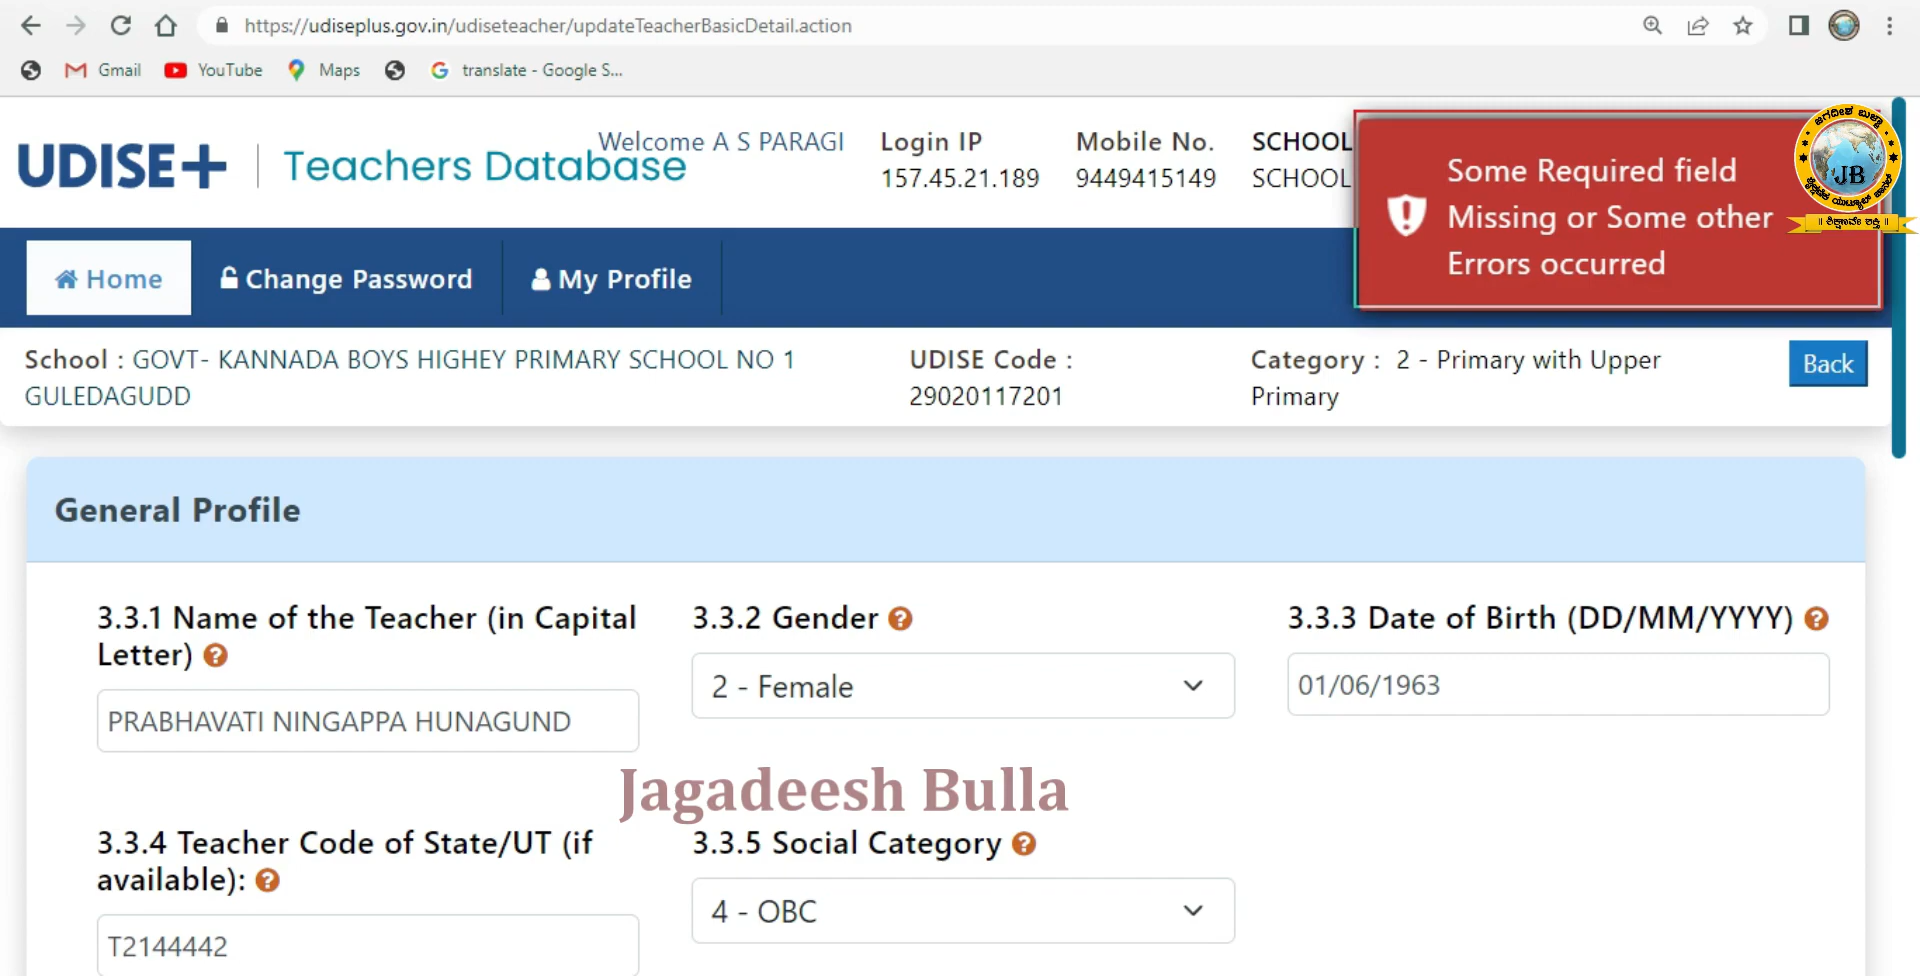 https://udiseplus.gov.in/udiseteacher/updateTeacherBasicDetail.action
Gmail YouTube Maps translate - Google S...
UDISE+ Teachers Database
Welcome A S PARAGI
Login IP
157.45.21.189
Mobile No.
9449415149
SCHOOL
SCHOOL
Some Required field
Missing or Some other
Errors occurred
ಜಗದೀಶ ಬುಳ್ಳಾ
JB
ಶೈಕ್ಷಣಿಕ ಯುಟ್ಯೂಬ್ ಚಾನಲ್
Home Change Password My Profile
School : GOVT- KANNADA BOYS HIGHEY PRIMARY SCHOOL NO 1
GULEDAGUDD
UDISE Code :
29020117201
Category : 2 - Primary with Upper
Primary
Back
General Profile
3.3.1 Name of the Teacher (in Capital
Letter)
PRABHAVATI NINGAPPA HUNAGUND
3.3.2 Gender
2 - Female
3.3.3 Date of Birth (DD/MM/YYYY)
01/06/1963
Jagadeesh Bulla
3.3.4 Teacher Code of State/UT (if
available):
T2144442
3.3.5 Social Category
4 - OBC